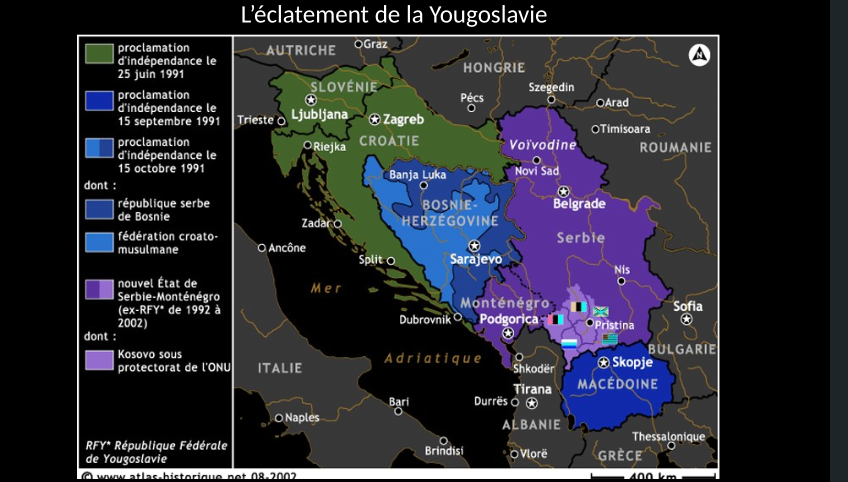 L'éclatement de la Yougoslavie
proclamation
d'indépendance le
25 juin 1991
proclamation
d'indépendance le
15 septembre 1991
proclamation
d'indépendance le
15 octobre 1991
dont :
république serbe
de Bosnie
fédération croato-
musulmane
nouvel État de
Serbie-Monténégro
(ex-RFY* de 1992 à
2002)
dont :
Kosovo sous
protectorat de l'ONU
RFY* République Fédérale
de Yougoslavie
AUTRICHE
Graz
HONGRIE
SLOVÉNIE
Szegedin
Pécs
Arad
Ljubljana
Trieste
Zagreb
Timisoara
CROATIE
Voïvodine
ROUMANIE
Riejka
Novi Sad
Banja Luka
Belgrade
BOSNIE-
HERZÉGOVINE
Zadar
Serbie
Ancône
Sarajevo
Split
Nis
Mer
Monténégro
Sofia
Dubrovnik
Podgorica
Pristina
BULGARIE
Adriatique
Shkodër
Skopje
ITALIE
MACÉDOINE
Tirana
Bari
Durrës
Naples
ALBANIE
Thessalonique
Brindisi
Vlorë
GRÈCE
© www.atlas-historique.net 08-2002
400 km